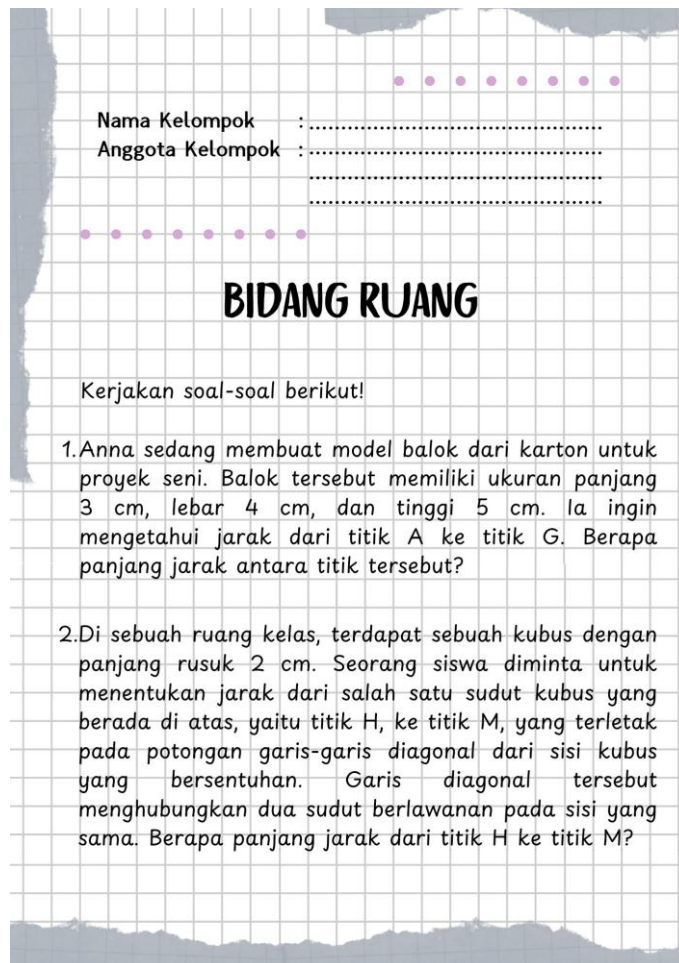 Nama Kelompok : ..............................................
Anggota Kelompok : ..............................................
..............................................
..............................................
BIDANG RUANG
Kerjakan soal-soal berikut!
1. Anna sedang membuat model balok dari karton untuk
proyek seni. Balok tersebut memiliki ukuran panjang
3 cm, lebar 4 cm, dan tinggi 5 cm. Ia ingin
mengetahui jarak dari titik A ke titik G. Berapa
panjang jarak antara titik tersebut?
2. Di sebuah ruang kelas, terdapat sebuah kubus dengan
panjang rusuk 2 cm. Seorang siswa diminta untuk
menentukan jarak dari salah satu sudut kubus yang
berada di atas, yaitu titik H, ke titik M, yang terletak
pada potongan garis-garis diagonal dari sisi kubus
yang bersentuhan. Garis diagonal tersebut
menghubungkan dua sudut berlawanan pada sisi yang
sama. Berapa panjang jarak dari titik H ke titik M?